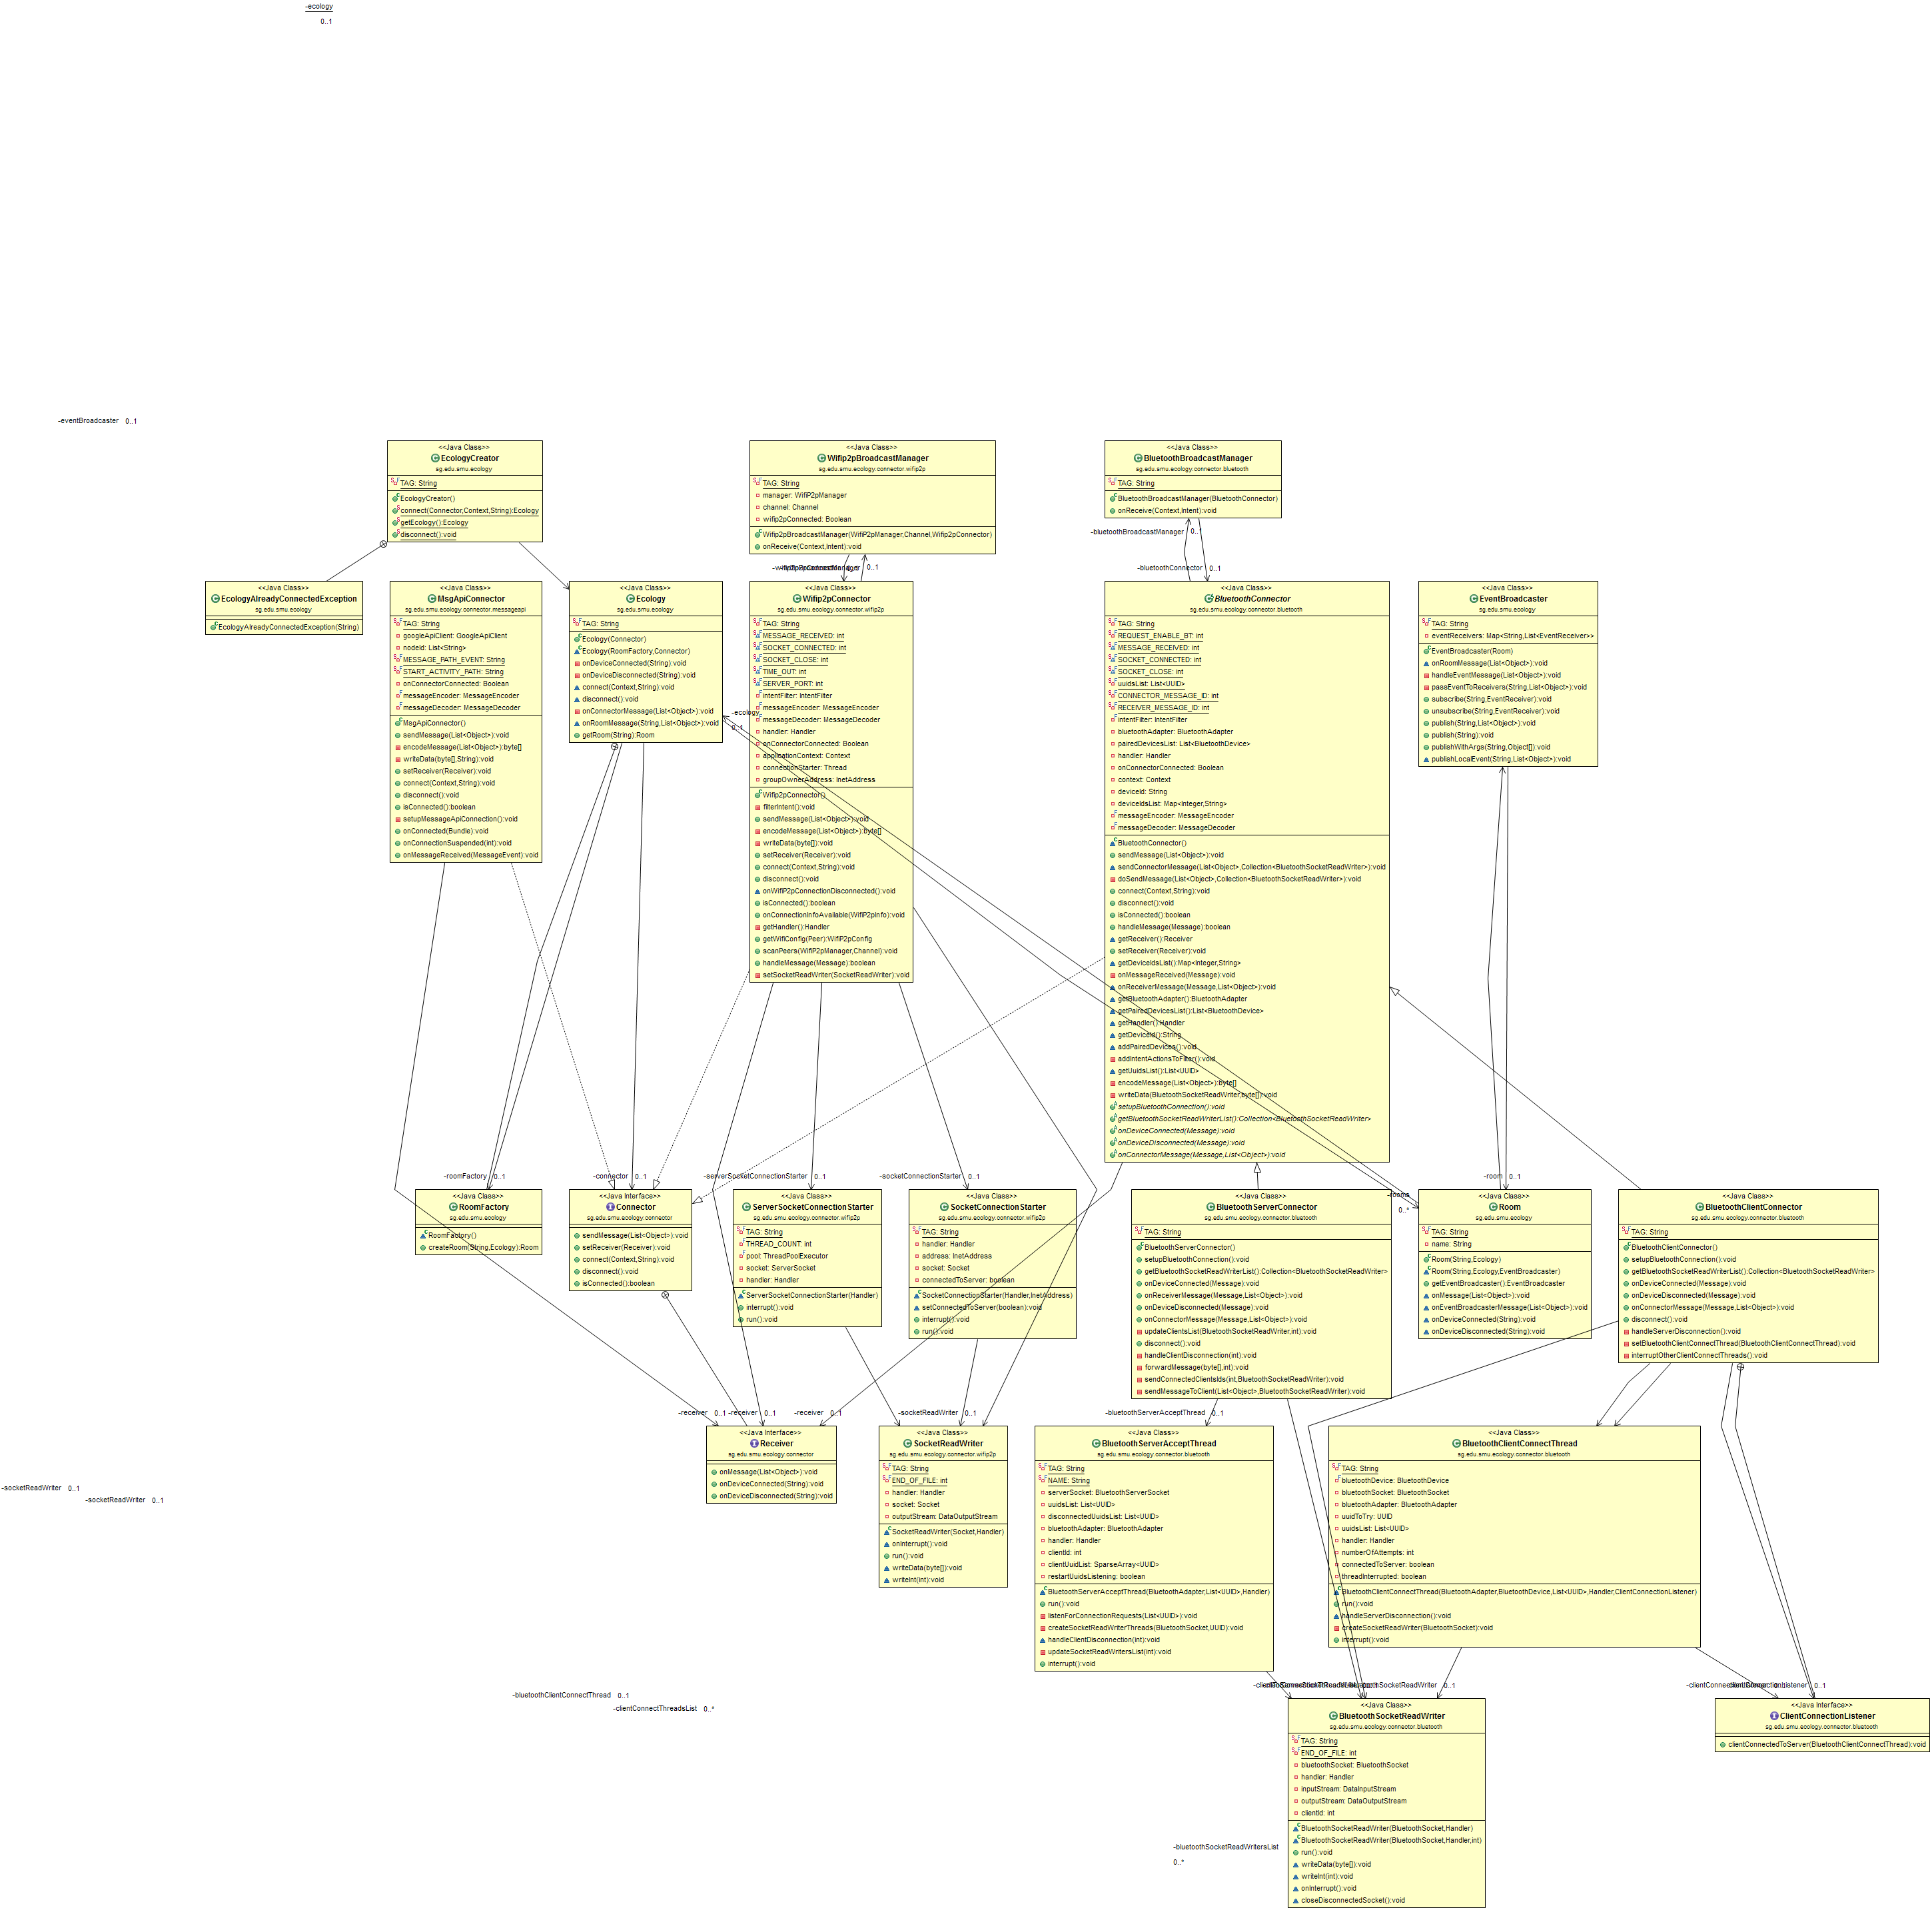 -ecology
0..1
-eventBroadcaster 0..1
<<Java Class>>
EcologyCreator
sg.edu.smu.ecology
TAG: String
EcologyCreator()
connect(Connector,Context,String):Ecology
getEcology():Ecology
disconnect():void
<<Java Class>>
Wifip2pBroadcastManager
sg.edu.smu.ecology.connector.wifip2p
TAG: String
manager: WifiP2pManager
channel: Channel
wifip2pConnected: Boolean
Wifip2pBroadcastManager(WifiP2pManager,Channel,Wifip2pConnector)
onReceive(Context,Intent):void
<<Java Class>>
BluetoothBroadcastManager
sg.edu.smu.ecology.connector.bluetooth
TAG: String
BluetoothBroadcastManager(BluetoothConnector)
onReceive(Context,Intent):void
-bluetoothBroadcastManager 0..1
-bluetoothConnector 0..1
0..1
<<Java Class>>
EcologyAlreadyConnectedException
sg.edu.smu.ecology
EcologyAlreadyConnectedException(String)
<<Java Class>>
MsgApiConnector
sg.edu.smu.ecology.connector.messageapi
TAG: String
googleApiClient: GoogleApiClient
nodeId: List<String>
MESSAGE_PATH_EVENT: String
START_ACTIVITY_PATH: String
onConnectorConnected: Boolean
messageEncoder: MessageEncoder
messageDecoder: MessageDecoder
MsgApiConnector()
sendMessage(List<Object>):void
encodeMessage(List<Object>):byte[]
writeData(byte[],String):void
setReceiver(Receiver):void
connect(Context,String):void
disconnect():void
isConnected():boolean
setupMessageApiConnection():void
onConnected(Bundle):void
onConnectionSuspended(int):void
onMessageReceived(MessageEvent):void
<<Java Class>>
Ecology
sg.edu.smu.ecology
TAG: String
Ecology(Connector)
Ecology(RoomFactory,Connector)
onDeviceConnected(String):void
onDeviceDisconnected(String):void
connect(Context,String):void
disconnect():void
onConnectorMessage(List<Object>):void
onRoomMessage(String,List<Object>):void
getRoom(String):Room
-ecology
0..1
<<Java Class>>
Wifip2pConnector
sg.edu.smu.ecology.connector.wifip2p
TAG: String
MESSAGE_RECEIVED: int
SOCKET_CONNECTED: int
SOCKET_CLOSE: int
TIME_OUT: int
SERVER_PORT: int
intentFilter: IntentFilter
messageEncoder: MessageEncoder
messageDecoder: MessageDecoder
handler: Handler
onConnectorConnected: Boolean
applicationContext: Context
connectionStarter: Thread
groupOwnerAddress: InetAddress
Wifip2pConnector()
filterIntent():void
sendMessage(List<Object>):void
encodeMessage(List<Object>):byte[]
writeData(byte[]):void
setReceiver(Receiver):void
connect(Context,String):void
disconnect():void
onWifiP2pConnectionDisconnected():void
isConnected():boolean
onConnectionInfoAvailable(WifiP2pInfo):void
getHandler():Handler
getWifiConfig(Peer):WifiP2pConfig
scanPeers(WifiP2pManager,Channel):void
handleMessage(Message):boolean
setSocketReadWriter(SocketReadWriter):void
<<Java Class>>
BluetoothConnector
sg.edu.smu.ecology.connector.bluetooth
TAG: String
REQUEST_ENABLE_BT: int
MESSAGE_RECEIVED: int
SOCKET_CONNECTED: int
SOCKET_CLOSE: int
uuidsList: List<UUID>
CONNECTOR_MESSAGE_ID: int
RECEIVER_MESSAGE_ID: int
intentFilter: IntentFilter
bluetoothAdapter: BluetoothAdapter
pairedDevicesList: List<BluetoothDevice>
handler: Handler
onConnectorConnected: Boolean
context: Context
deviceId: String
deviceIdsList: Map<Integer,String>
messageEncoder: MessageEncoder
messageDecoder: MessageDecoder
BluetoothConnector()
sendMessage(List<Object>):void
sendConnectorMessage(List<Object>,Collection<BluetoothSocketReadWriter>):void
doSendMessage(List<Object>,Collection<BluetoothSocketReadWriter>):void
connect(Context,String):void
disconnect():void
isConnected():boolean
handleMessage(Message):boolean
getReceiver():Receiver
setReceiver(Receiver):void
getDeviceIdsList():Map<Integer,String>
onMessageReceived(Message):void
onReceiverMessage(Message,List<Object>):void
getBluetoothAdapter():BluetoothAdapter
getPairedDevicesList():List<BluetoothDevice>
getHandler():Handler
getDeviceId():String
addPairedDevices():void
addIntentActionsToFilter():void
getUuidsList():List<UUID>
encodeMessage(List<Object>):byte[]
writeData(BluetoothSocketReadWriter,byte[]):void
setupBluetoothConnection():void
getBluetoothSocketReadWriterList():Collection<BluetoothSocketReadWriter>
onDeviceConnected(Message):void
onDeviceDisconnected(Message):void
onConnectorMessage(Message,List<Object>):void
<<Java Class>>
EventBroadcaster
sg.edu.smu.ecology
TAG: String
eventReceivers: Map<String,List<EventReceiver>>
EventBroadcaster(Room)
onRoomMessage(List<Object>):void
handleEventMessage(List<Object>):void
passEventToReceivers(String,List<Object>):void
subscribe(String,EventReceiver):void
unsubscribe(String,EventReceiver):void
publish(String,List<Object>):void
publish(String):void
publishWithArgs(String,Object[]):void
publishLocalEvent(String,List<Object>):void
-roomFactory 0..1
-connector 0..1
-serverSocketConnectionStarter 0..1
-socketConnectionStarter 0..1
-rooms
0..*
-room 0..1
<<Java Class>>
RoomFactory
sg.edu.smu.ecology
RoomFactory()
createRoom(String,Ecology):Room
<<Java Interface>>
Connector
sg.edu.smu.ecology.connector
sendMessage(List<Object>):void
setReceiver(Receiver):void
connect(Context,String):void
disconnect():void
isConnected():boolean
<<Java Class>>
ServerSocketConnectionStarter
sg.edu.smu.ecology.connector.wifip2p
TAG: String
THREAD_COUNT: int
pool: ThreadPoolExecutor
socket: ServerSocket
handler: Handler
ServerSocketConnectionStarter(Handler)
interrupt():void
run():void
<<Java Class>>
SocketConnectionStarter
sg.edu.smu.ecology.connector.wifip2p
TAG: String
handler: Handler
address: InetAddress
socket: Socket
connectedToServer: boolean
SocketConnectionStarter(Handler,InetAddress)
setConnectedToServer(boolean):void
interrupt():void
run():void
<<Java Class>>
BluetoothServerConnector
sg.edu.smu.ecology.connector.bluetooth
TAG: String
BluetoothServerConnector()
setupBluetoothConnection():void
getBluetoothSocketReadWriterList():Collection<BluetoothSocketReadWriter>
onDeviceConnected(Message):void
onReceiverMessage(Message,List<Object>):void
onDeviceDisconnected(Message):void
onConnectorMessage(Message,List<Object>):void
updateClientsList(BluetoothSocketReadWriter,int):void
disconnect():void
handleClientDisconnection(int):void
forwardMessage(byte[],int):void
sendConnectedClientsIds(int,BluetoothSocketReadWriter):void
sendMessageToClient(List<Object>,BluetoothSocketReadWriter):void
<<Java Class>>
Room
sg.edu.smu.ecology
TAG: String
name: String
Room(String,Ecology)
Room(String,Ecology,EventBroadcaster)
getEventBroadcaster():EventBroadcaster
onMessage(List<Object>):void
onEventBroadcasterMessage(List<Object>):void
onDeviceConnected(String):void
onDeviceDisconnected(String):void
<<Java Class>>
BluetoothClientConnector
sg.edu.smu.ecology.connector.bluetooth
TAG: String
BluetoothClientConnector()
setupBluetoothConnection():void
getBluetoothSocketReadWriterList():Collection<BluetoothSocketReadWriter>
onDeviceConnected(Message):void
onDeviceDisconnected(Message):void
onConnectorMessage(Message,List<Object>):void
disconnect():void
handleServerDisconnection():void
setBluetoothClientConnectThread(BluetoothClientConnectThread):void
interruptOtherClientConnectThreads():void
-receiver 0..1
-receiver 0..1
-receiver 0..1
-socketReadWriter 0..1
-bluetoothServerAcceptThread 0..1
<<Java Interface>>
Receiver
sg.edu.smu.ecology.connector
onMessage(List<Object>):void
onDeviceConnected(String):void
onDeviceDisconnected(String):void
<<Java Class>>
SocketReadWriter
sg.edu.smu.ecology.connector.wifip2p
TAG: String
END_OF_FILE: int
handler: Handler
socket: Socket
outputStream: DataOutputStream
SocketReadWriter(Socket,Handler)
onInterrupt():void
run():void
writeData(byte[]):void
writeInt(int):void
<<Java Class>>
BluetoothServerAcceptThread
sg.edu.smu.ecology.connector.bluetooth
TAG: String
NAME: String
serverSocket: BluetoothServerSocket
uuidsList: List<UUID>
disconnectedUuidsList: List<UUID>
bluetoothAdapter: BluetoothAdapter
handler: Handler
clientId: int
clientUuidList: SparseArray<UUID>
restartUuidsListening: boolean
BluetoothServerAcceptThread(BluetoothAdapter,List<UUID>,Handler)
run():void
listenForConnectionRequests(List<UUID>):void
createSocketReadWriterThreads(BluetoothSocket,UUID):void
handleClientDisconnection(int):void
updateSocketReadWritersList(int):void
interrupt():void
<<Java Class>>
BluetoothClientConnectThread
sg.edu.smu.ecology.connector.bluetooth
TAG: String
bluetoothDevice: BluetoothDevice
bluetoothSocket: BluetoothSocket
bluetoothAdapter: BluetoothAdapter
uuidToTry: UUID
uuidsList: List<UUID>
handler: Handler
numberOfAttempts: int
connectedToServer: boolean
threadInterrupted: boolean
BluetoothClientConnectThread(BluetoothAdapter,BluetoothDevice,List<UUID>,Handler,ClientConnectionListener)
run():void
handleServerDisconnection():void
createSocketReadWriter(BluetoothSocket):void
interrupt():void
-socketReadWriter 0..1
-socketReadWriter 0..1
-bluetoothClientConnectThread 0..1
-clientConnectThreadsList 0..*
0..1
0..1
<<Java Class>>
BluetoothSocketReadWriter
sg.edu.smu.ecology.connector.bluetooth
TAG: String
END_OF_FILE: int
bluetoothSocket: BluetoothSocket
handler: Handler
inputStream: DataInputStream
outputStream: DataOutputStream
clientId: int
BluetoothSocketReadWriter(BluetoothSocket,Handler)
BluetoothSocketReadWriter(BluetoothSocket,Handler,int)
run():void
writeData(byte[]):void
writeInt(int):void
onInterrupt():void
closeDisconnectedSocket():void
<<Java Interface>>
ClientConnectionListener
sg.edu.smu.ecology.connector.bluetooth
clientConnectedToServer(BluetoothClientConnectThread):void
-bluetoothSocketReadWritersList
0..*